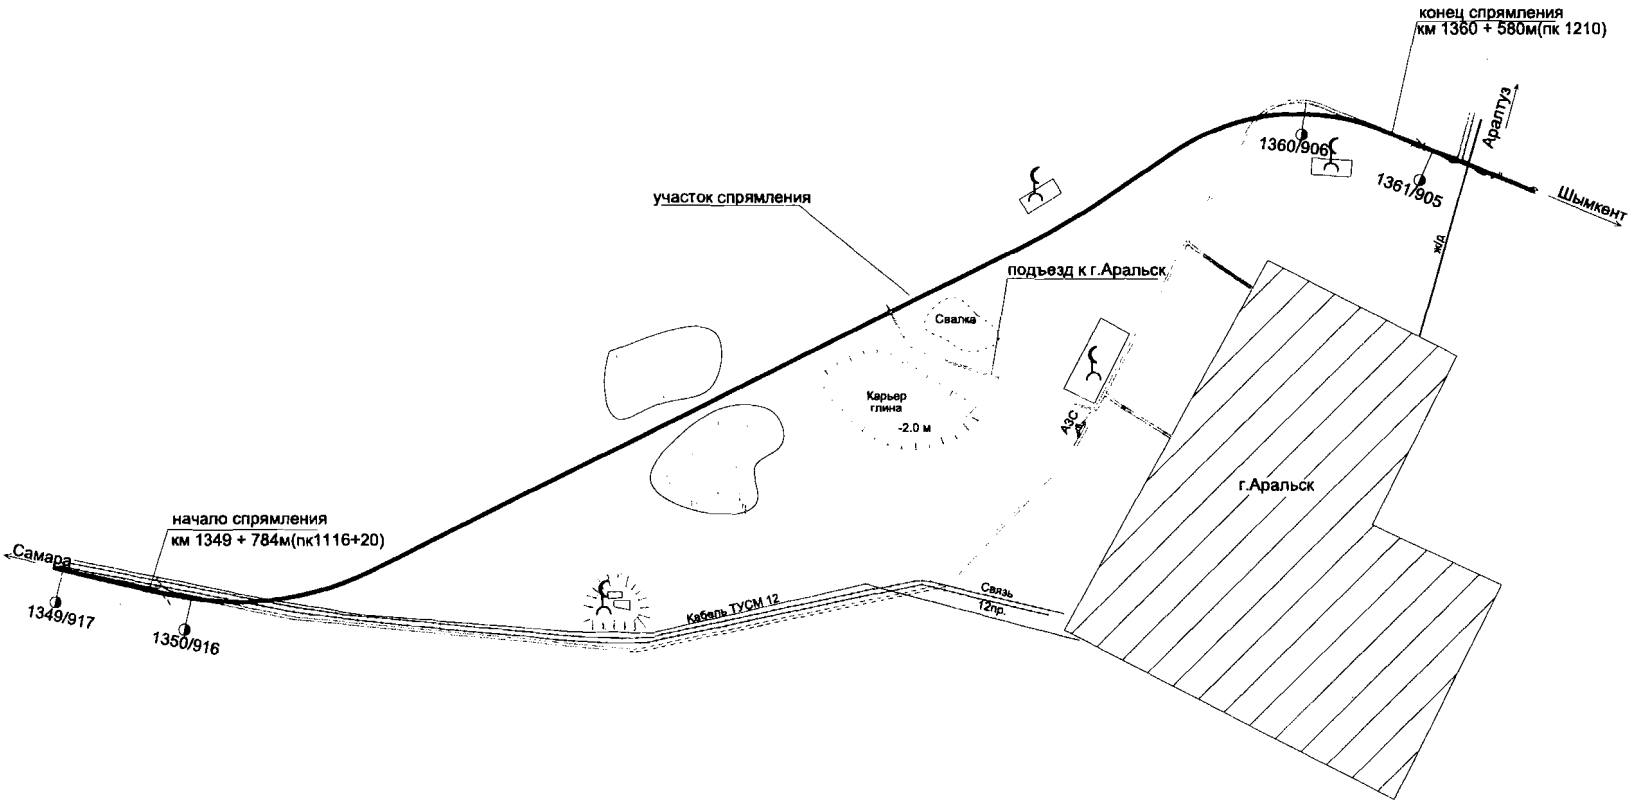 конец спрямления
км 1360 + 580м(пк 1210)
Аралтуз
1360/906
1361/905
Шымкент
участок спрямления
ж/д
подъезд к г.Аральск
Свалка
Карьер
глина
-2.0 м
АЗС
г.Аральск
начало спрямления
км 1349 + 784м(пк1116+20)
Самара
1349/917
1350/916
Кабель ТУСМ 12
Связь
12пр.